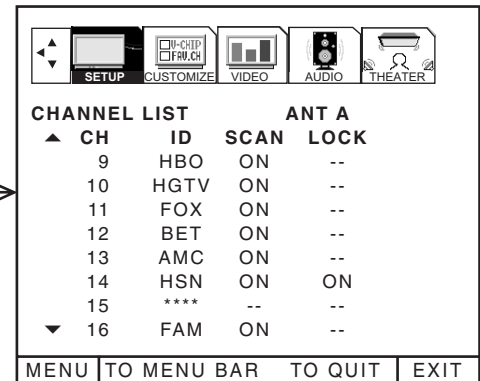 V-CHIP
FAV.CH
SETUP CUSTOMIZE VIDEO AUDIO THEATER
CHANNEL LIST ANT A
CH ID SCAN LOCK
9 HBO ON --
10 HGTV ON --
11 FOX ON --
12 BET ON --
13 AMC ON --
14 HSN ON ON
15 **** -- --
16 FAM ON --
MENU TO MENU BAR TO QUIT EXIT